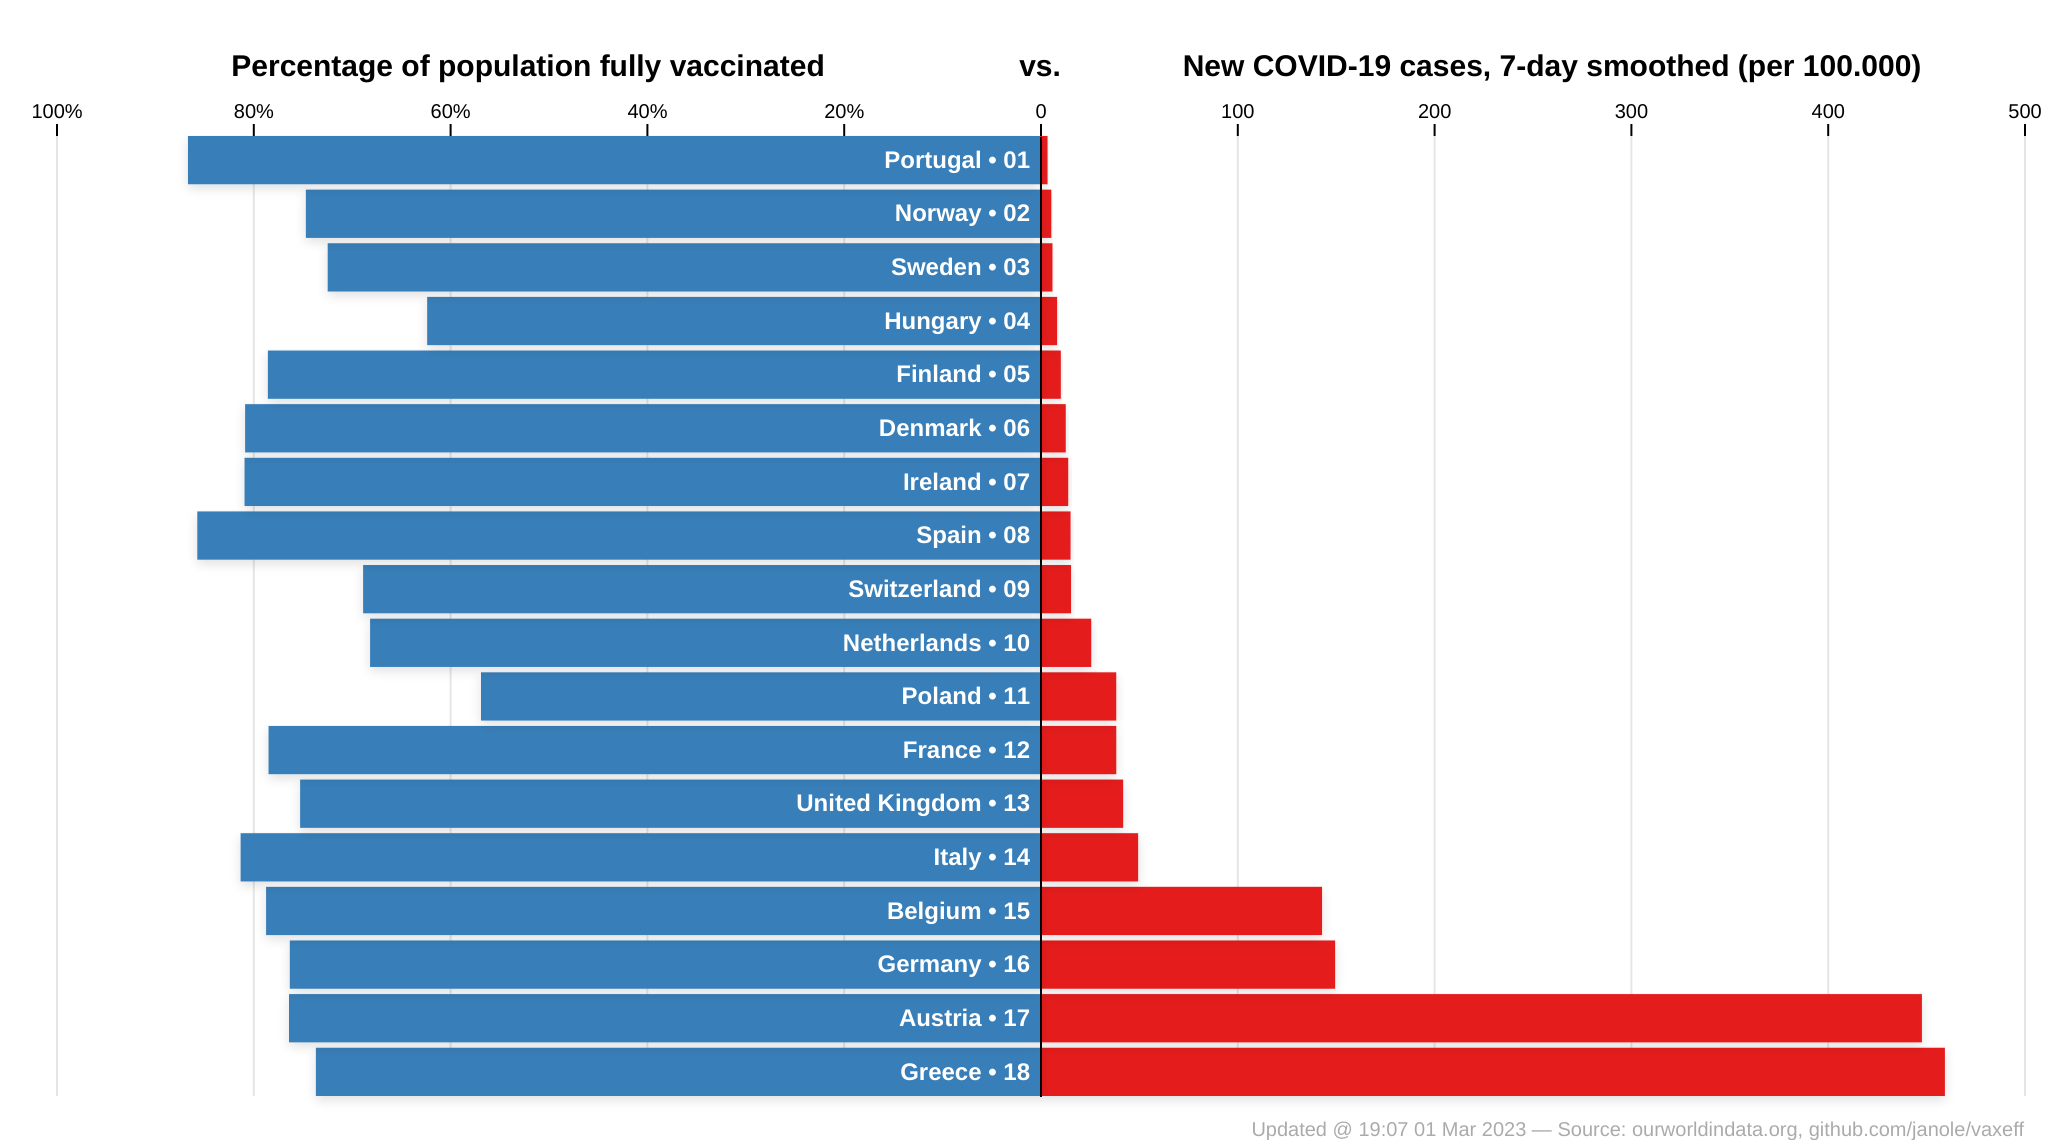 Percentage of population fully vaccinated vs. New COVID-19 cases, 7-day smoothed (per 100.000)
100% 80% 60% 40% 20% 0 100 200 300 400 500
Portugal • 01
Norway • 02
Sweden • 03
Hungary • 04
Finland • 05
Denmark • 06
Ireland • 07
Spain • 08
Switzerland • 09
Netherlands • 10
Poland • 11
France • 12
United Kingdom • 13
Italy • 14
Belgium • 15
Germany • 16
Austria • 17
Greece • 18
Updated @ 19:07 01 Mar 2023 — Source: ourworldindata.org, github.com/janole/vaxeff